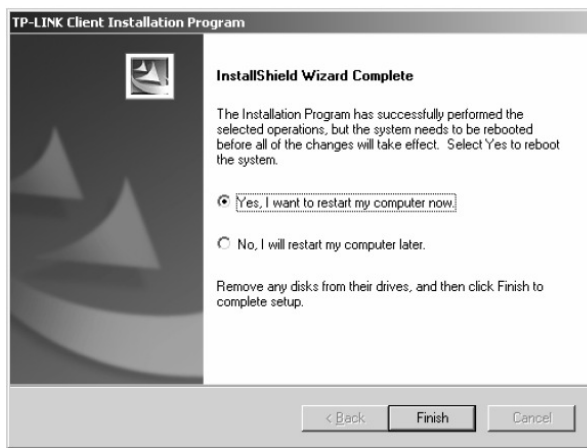 TP-LINK Client Installation Program
InstallShield Wizard Complete
The Installation Program has successfully performed the
selected operations, but the system needs to be rebooted
before all of the changes will take effect. Select Yes to reboot
the system.
Yes, I want to restart my computer now.
No, I will restart my computer later.
Remove any disks from their drives, and then click Finish to
complete setup.
< Back Finish Cancel